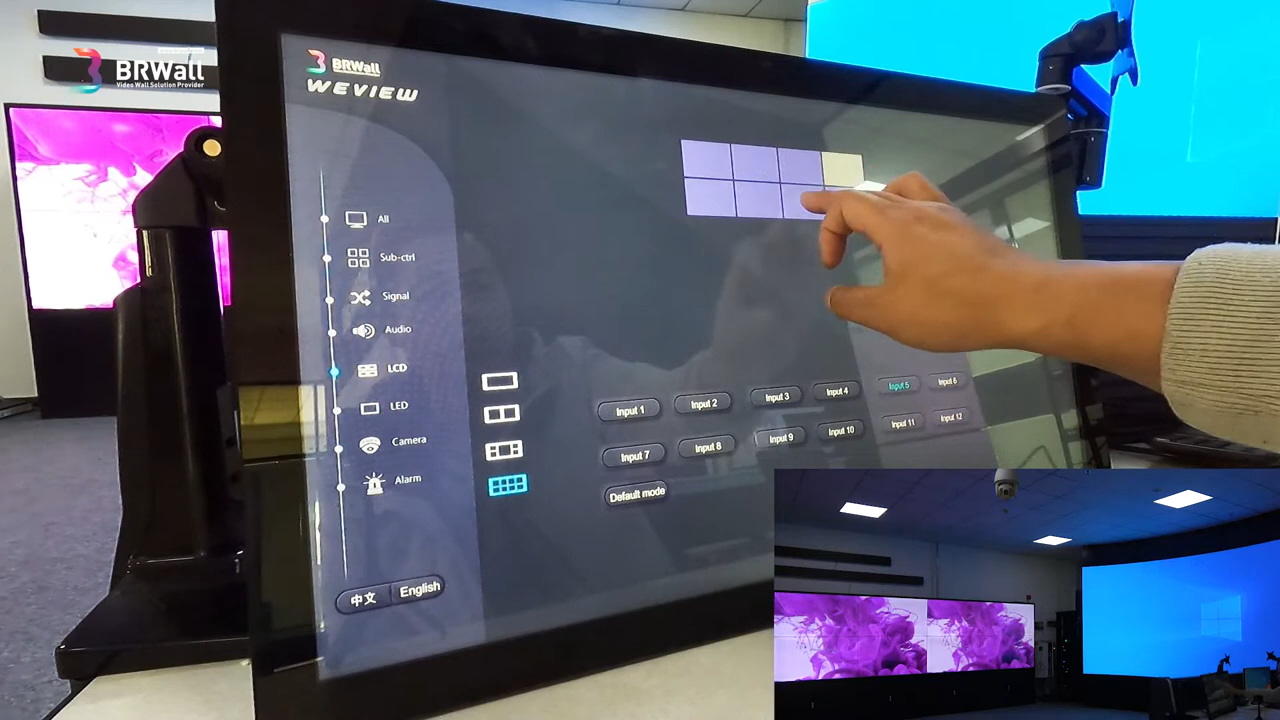 BRWall
Video Wall Solution Provider
BRWall
WEVIEW
All
Sub-ctrl
Signal
Audio
LCD
LED
Camera
Alarm
中文 English
Input 1 Input 2 Input 3 Input 4 Input 5 Input 6
Input 7 Input 8 Input 9 Input 10 Input 11 Input 12
Default mode